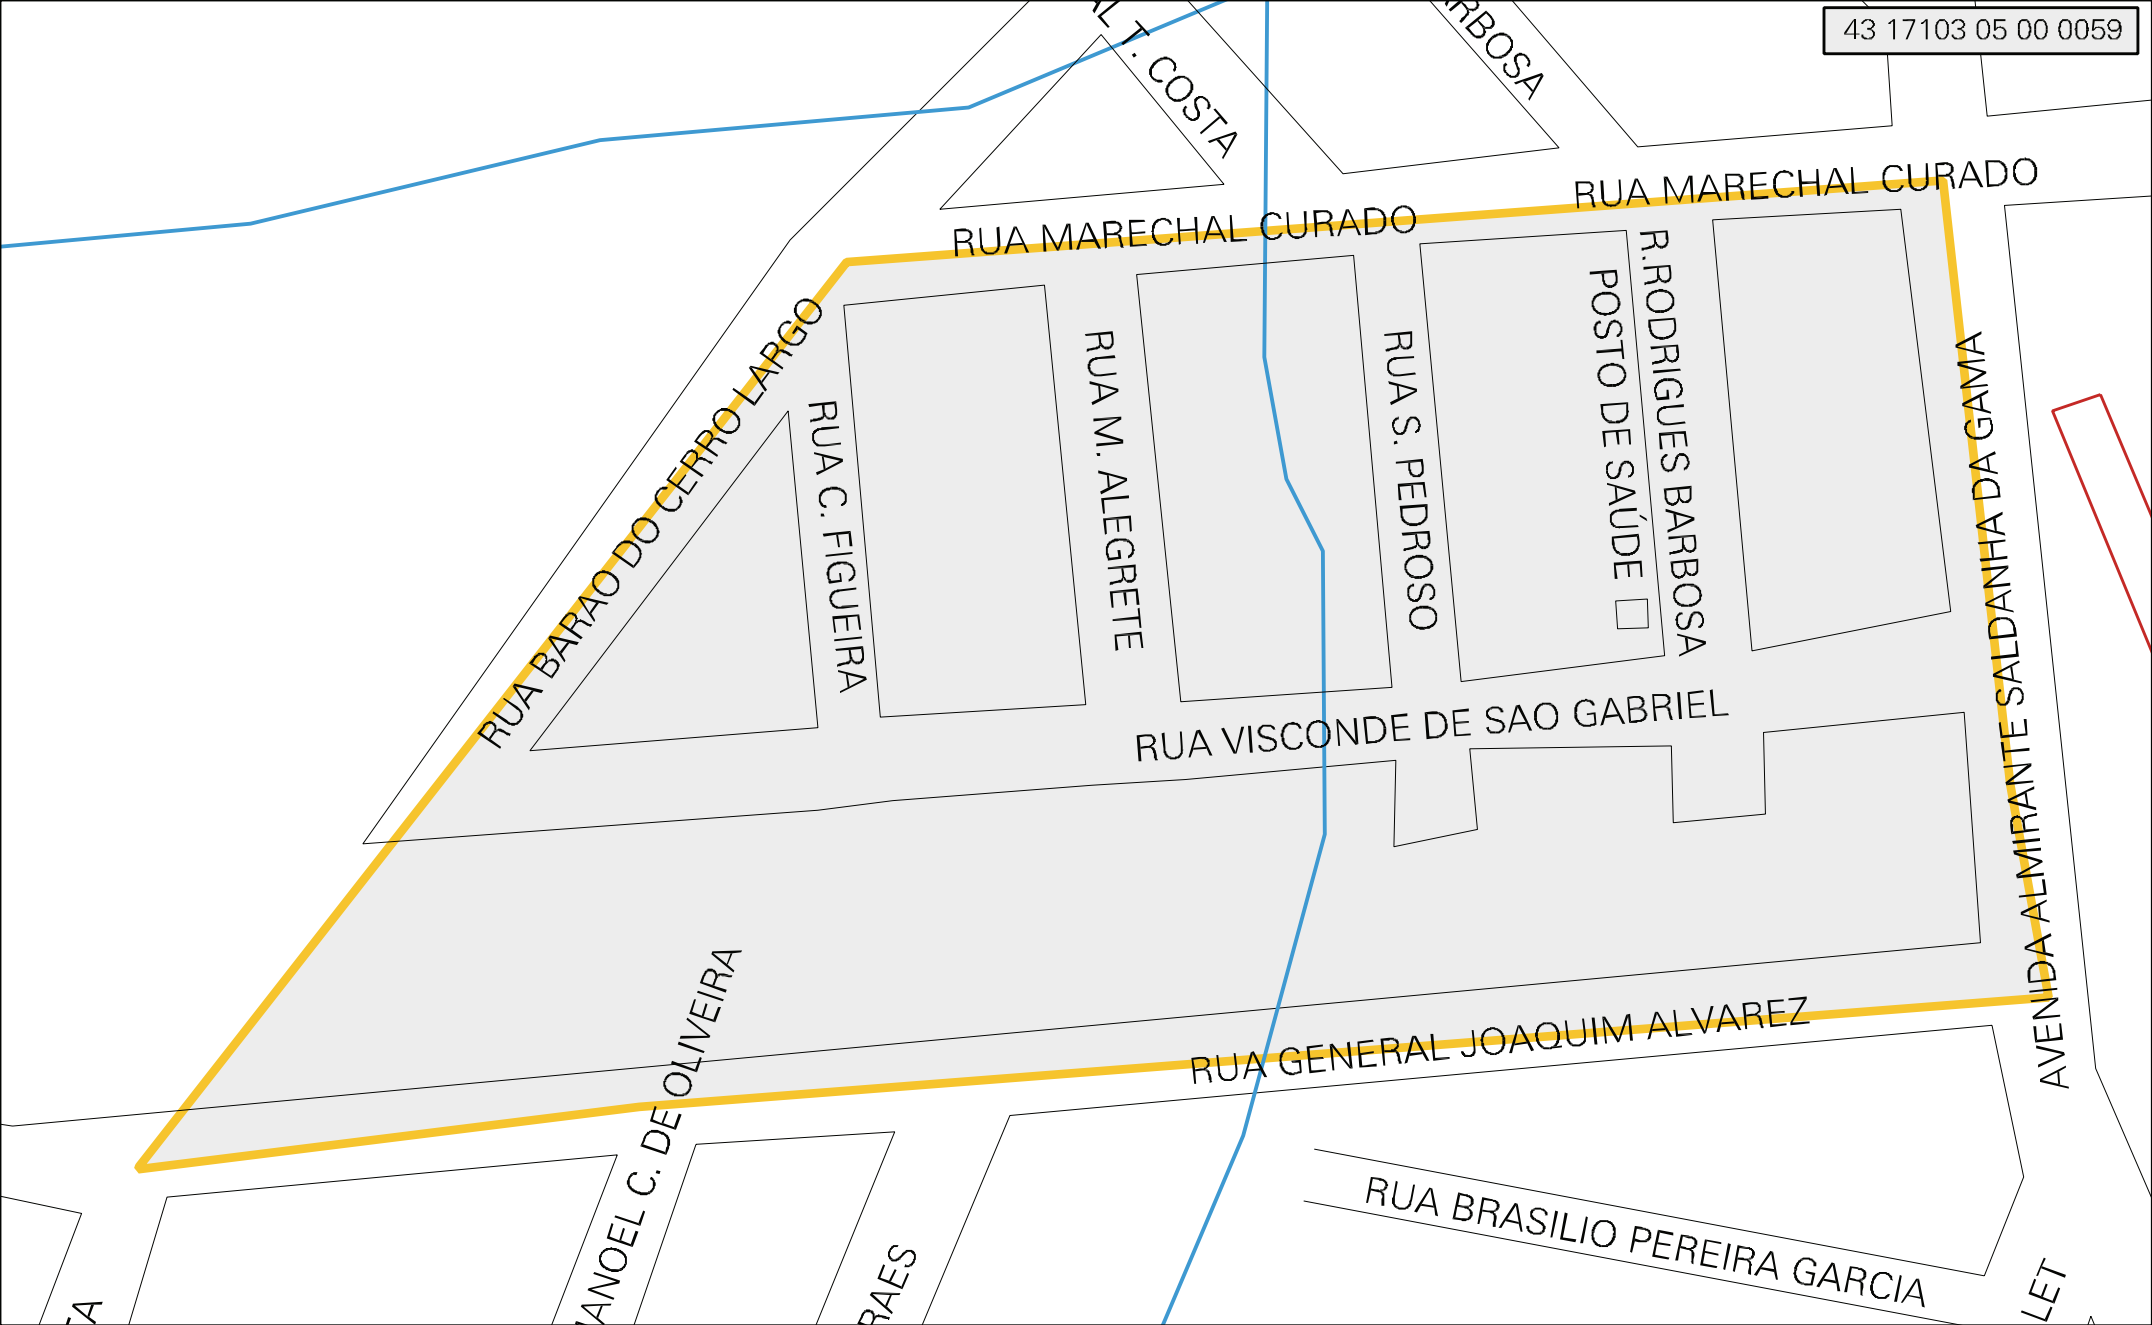 43 17103 05 00 0059
T. COSTA
RUA MARECHAL CURADO
RUA MARECHAL CURADO
RUA BARAO DO CERRO LARGO
RUA C. FIGUEIRA
RUA M. ALEGRETE
RUA S. PEDROSO
POSTO DE SAÚDE
R.RODRIGUES BARBOSA
AVENIDA ALMIRANTE SALDANHA DA GAMA
RUA VISCONDE DE SAO GABRIEL
C. DE OLIVEIRA
RUA GENERAL JOAQUIM ALVAREZ
RUA BRASILIO PEREIRA GARCIA
RAES
LET